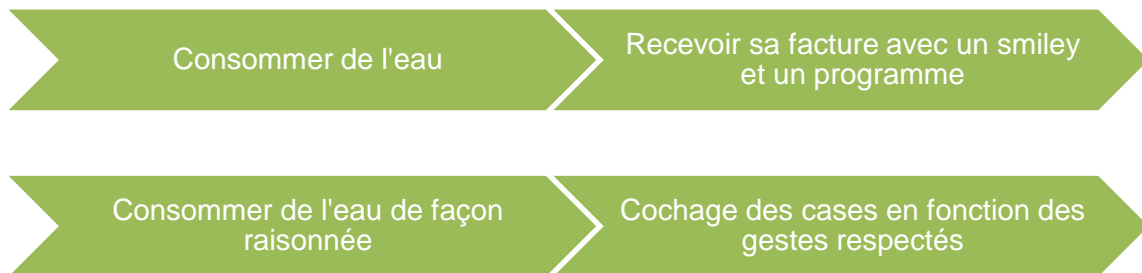 Consommer de l'eau
Recevoir sa facture avec un smiley
et un programme
Consommer de l'eau de façon
raisonnée
Cochage des cases en fonction des
gestes respectés